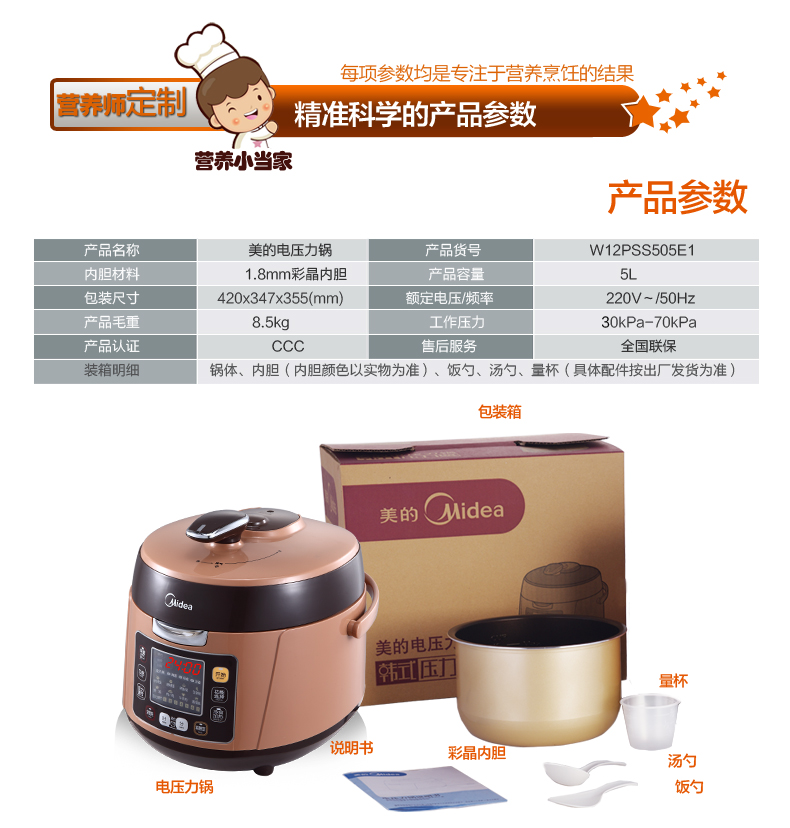 每项参数均是专注于营养烹饪的结果
营养师定制
精准科学的产品参数
营养小当家
产品参数
产品名称 美的电压力锅 产品货号 W12PSS505E1
内胆材料 1.8mm彩晶内胆 产品容量 5L
包装尺寸 420x347x355(mm) 额定电压/频率 220V~/50Hz
产品毛重 8.5kg 工作压力 30kPa-70kPa
产品认证 CCC 售后服务 全国联保
装箱明细 锅体、内胆(内胆颜色以实物为准)、饭勺、汤勺、量杯(具体配件按出厂发货为准)
包装箱
美的 Midea
Midea
24:00
美的电压力
韩式压力
量杯
说明书
彩晶内胆
汤勺
电压力锅
饭勺
Midea